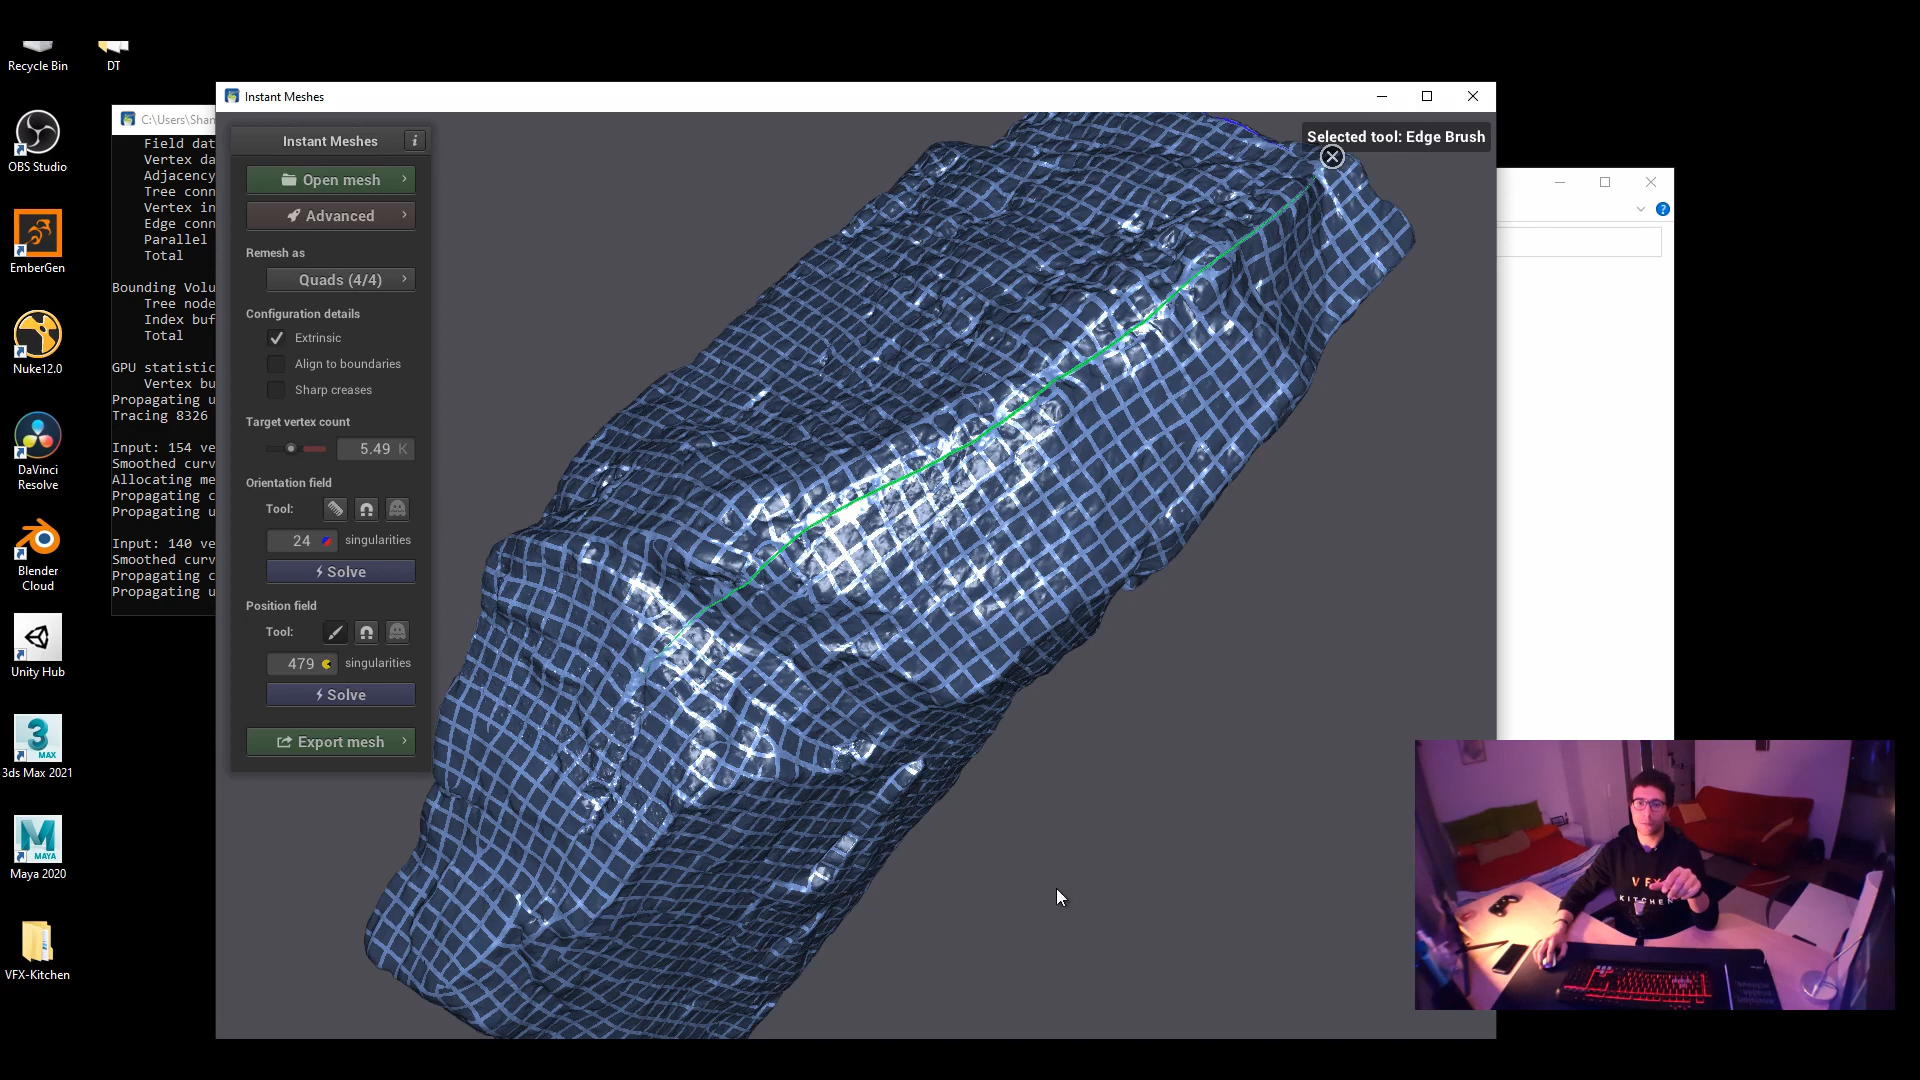 Recycle Bin
DT
OBS Studio
EmberGen
Nuke12.0
DaVinci
Resolve
Blender
Cloud
Unity Hub
3ds Max 2021
Maya 2020
VFX-Kitchen
C:\Users\Shan
Field dat
Vertex da
Adjacency
Tree conn
Vertex in
Edge conn
Parallel
Total
Bounding Volu
Tree node
Index buf
Total
GPU statistic
Vertex bu
Propagating u
Tracing 8326
Input: 154 ve
Smoothed curv
Allocating me
Propagating c
Propagating u
Input: 140 ve
Smoothed curv
Propagating c
Propagating u
Instant Meshes
Instant Meshes
i
Open mesh
Advanced
Remesh as
Quads (4/4)
Configuration details
Extrinsic
Align to boundaries
Sharp creases
Target vertex count
5.49 K
Orientation field
Tool:
24 singularities
Solve
Position field
Tool:
479 singularities
Solve
Export mesh
Selected tool: Edge Brush
?
3
MAX
MAYA
VFX
KITCHEN